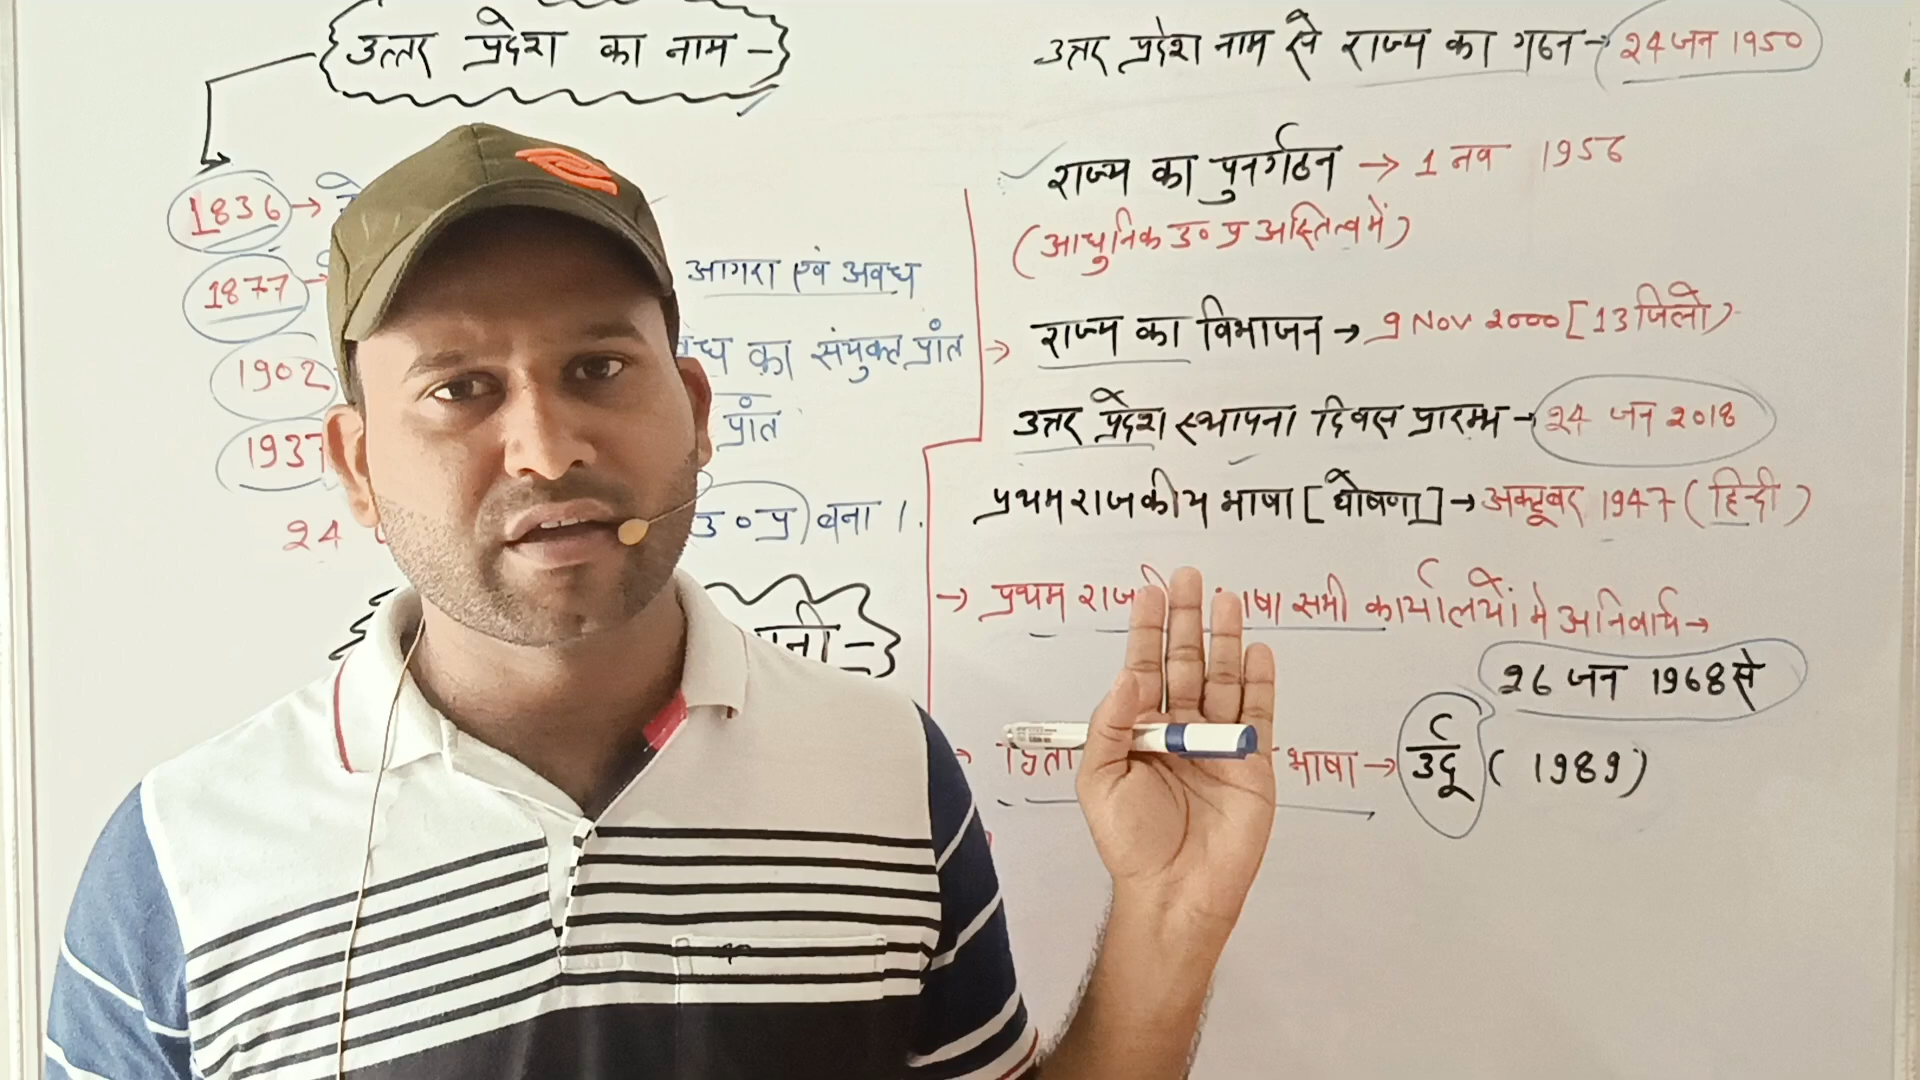 उत्तर प्रदेश का नाम -
1836 →
1877 →
आगरा एवं अवध
1902
का संयुक्त प्रांत
1937
प्रांत
24
उ०प्र बना ।
उत्तर प्रदेश नाम से राज्य का गठन → 24 जन 1950
राज्य का पुनर्गठन → 1 नव 1956
(आधुनिक उ० प्र अस्तित्व में)
→ राज्य का विभाजन → 9 Nov 2000 [13 जिलो)
उत्तर प्रदेश स्थापना दिवस प्रारम्भ → 24 जन 2018
प्रथम राजकीय भाषा [घोषणा] → अक्टूबर 1947 (हिन्दी)
→ प्रथम सभी कार्यालयों मे अनिवार्य →
26 जन 1968 से
भाषा → उर्दू (1989)